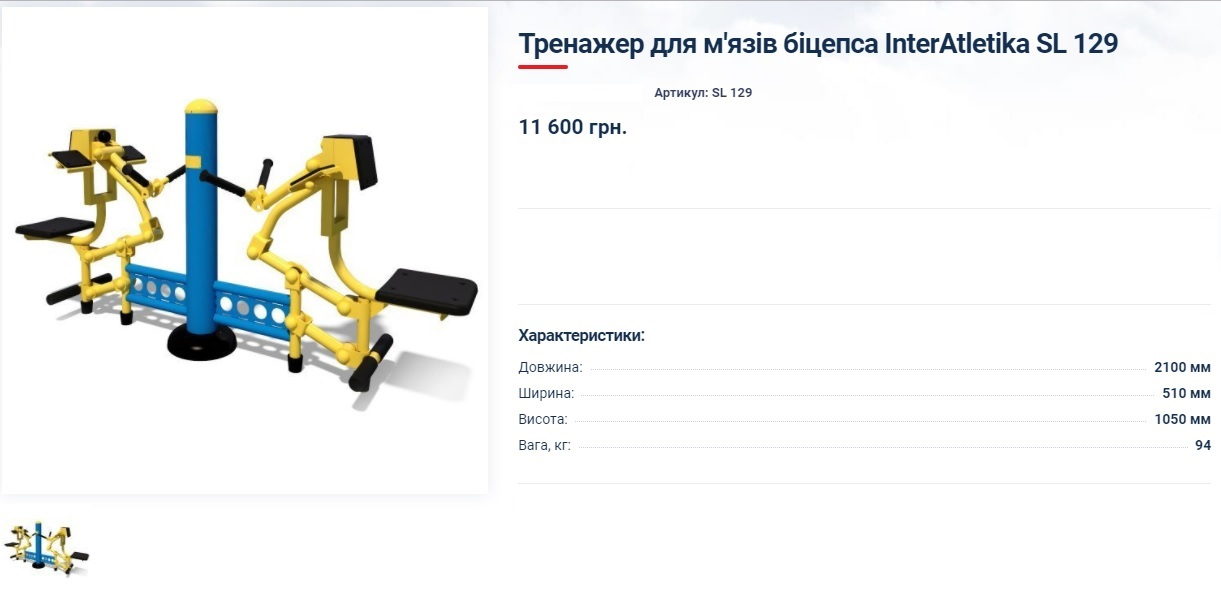 Тренажер для м'язів біцепса InterAtletika SL 129
Артикул: SL 129
11 600 грн.
Характеристики:
Довжина: 2100 мм
Ширина: 510 мм
Висота: 1050 мм
Вага, кг: 94